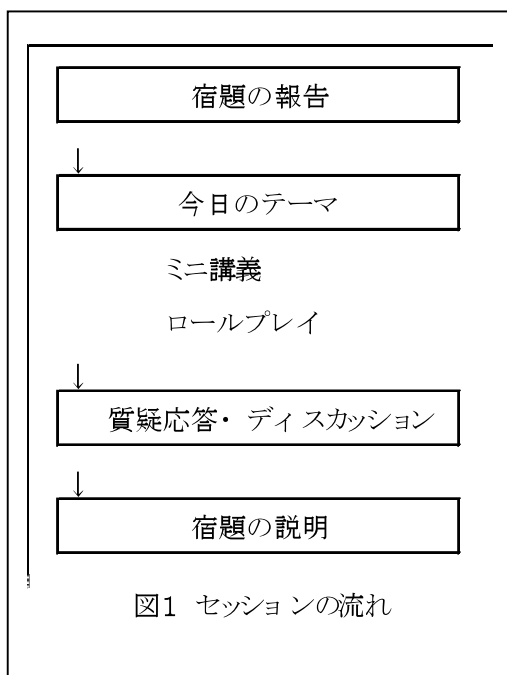 宿題の報告
↓
今日のテーマ
ミニ講義
ロールプレイ
↓
質疑応答・ディスカッション
↓
宿題の説明
図1 セッションの流れ